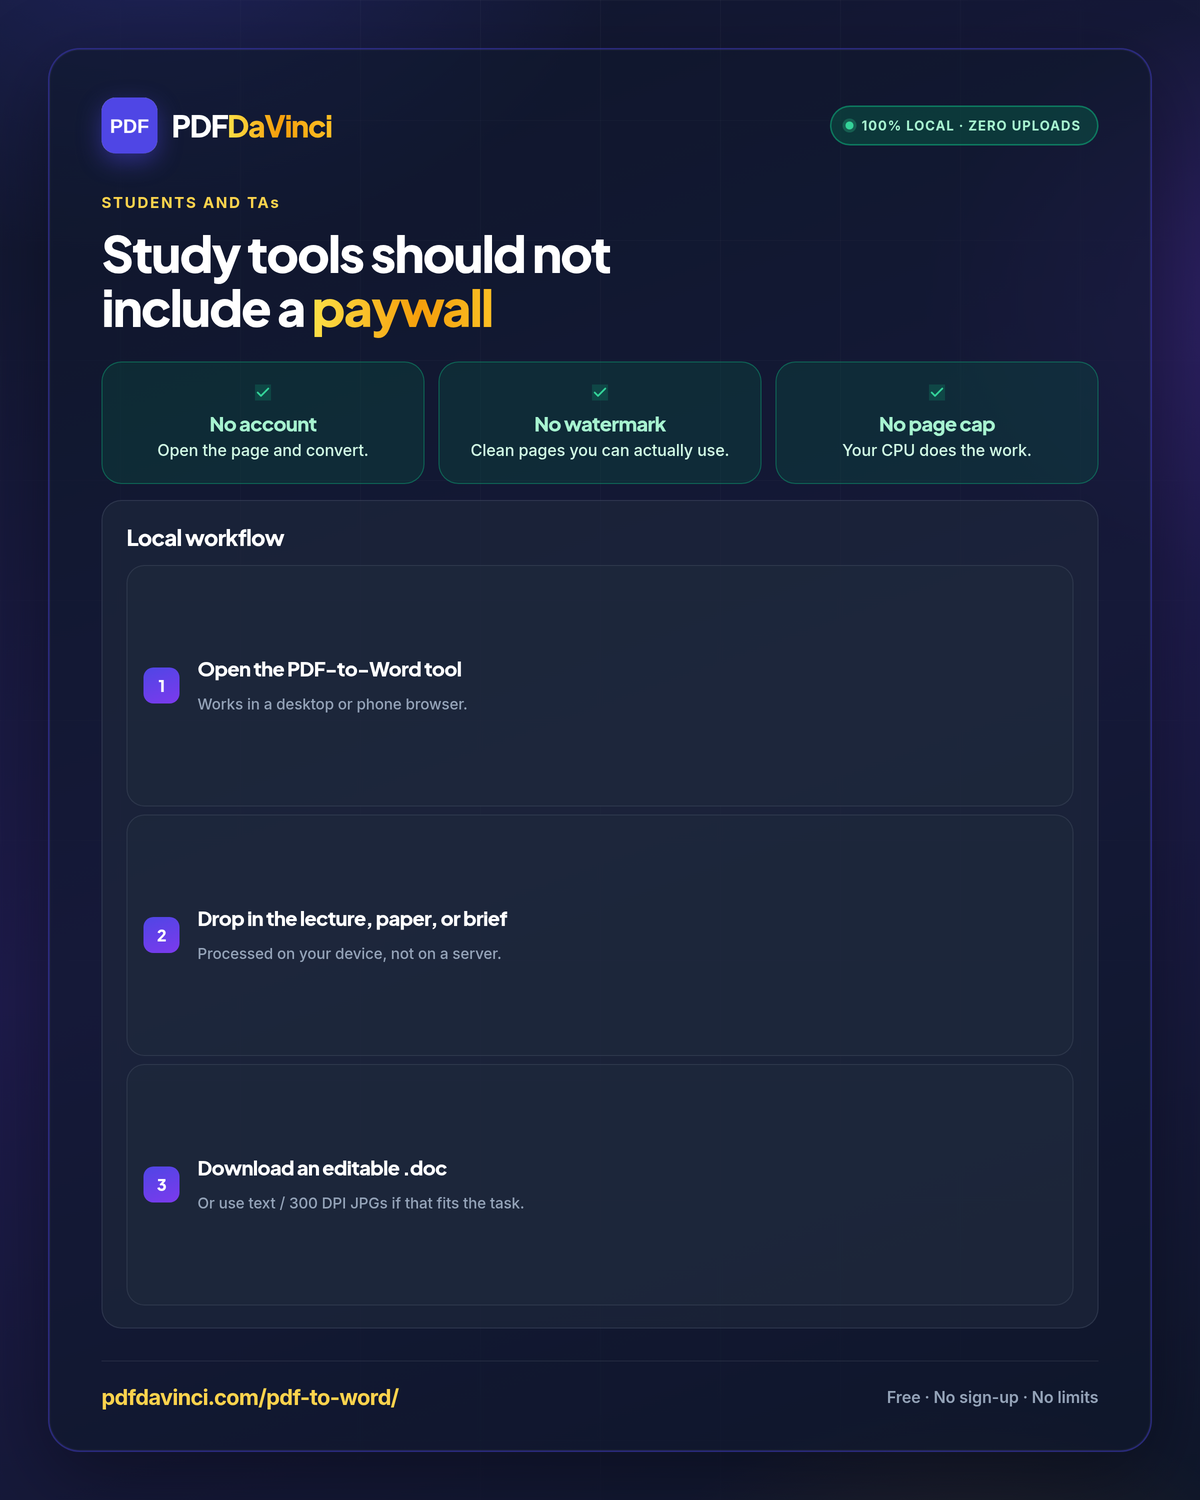 PDF
PDFDaVinci
100% LOCAL · ZERO UPLOADS
STUDENTS AND TAs
Study tools should not
include a paywall
No account
Open the page and convert.
No watermark
Clean pages you can actually use.
No page cap
Your CPU does the work.
Local workflow
1
Open the PDF-to-Word tool
Works in a desktop or phone browser.
2
Drop in the lecture, paper, or brief
Processed on your device, not on a server.
3
Download an editable .doc
Or use text / 300 DPI JPGs if that fits the task.
pdfdavinci.com/pdf-to-word/
Free · No sign-up · No limits